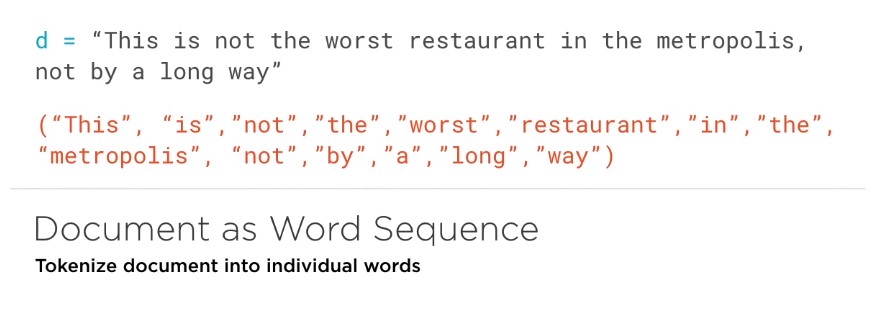 d = “This is not the worst restaurant in the metropolis,
not by a long way”
(“This”, “is”,”not”,”the”,”worst”,”restaurant”,”in”,”the”,
“metropolis”, “not”,”by”,”a”,”long”,”way”)
Document as Word Sequence
Tokenize document into individual words